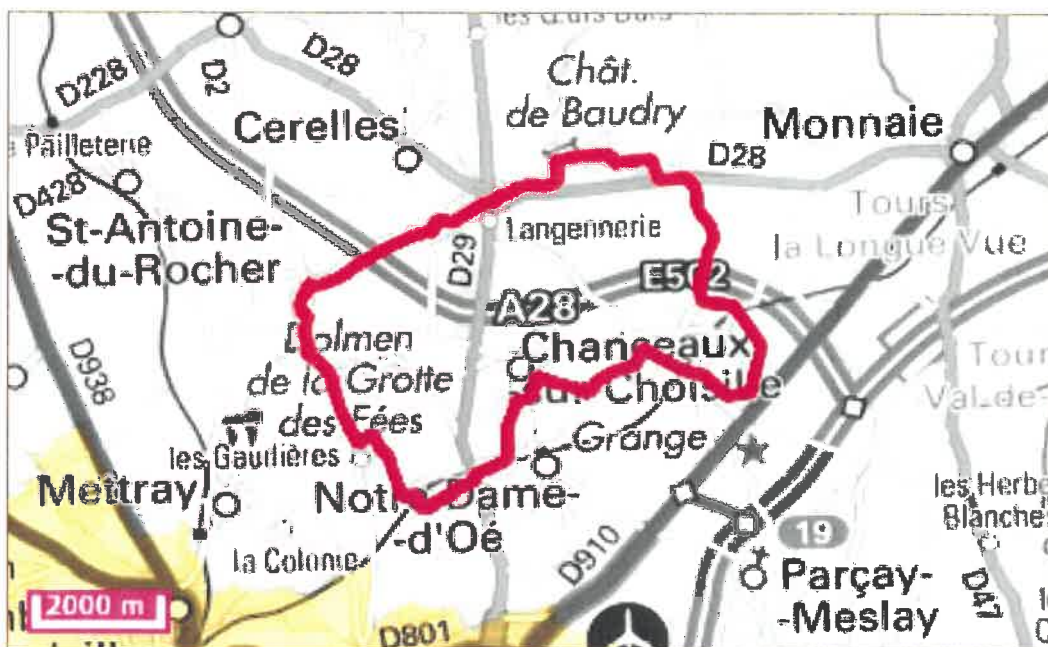 D228
D2
D28
Chât.
de Baudry
Cerelles
Monnaie
D28
Pailleterie
D428
St-Antoine-
-du-Rocher
Langennerie
Tours
la Longue Vue
D29
E502
A28
D938
Dolmen
de la Grotte
des Fées
Chanceaux
-sur-Choisille
Tour
Val-de-
Grange
les Gaudières
Mettray
Notre-Dame-
-d'Oé
les Herbe
Blanches
la Colonie
D910
19
Parçay-
-Meslay
D47
2000 m
D801